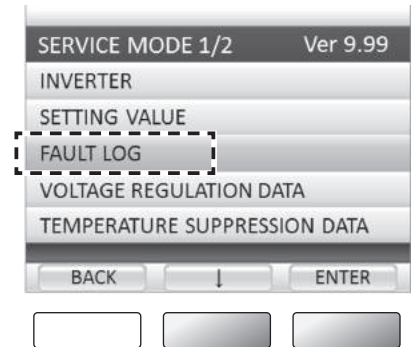 SERVICE MODE 1/2 Ver 9.99
INVERTER
SETTING VALUE
FAULT LOG
VOLTAGE REGULATION DATA
TEMPERATURE SUPPRESSION DATA
BACK ↓ ENTER